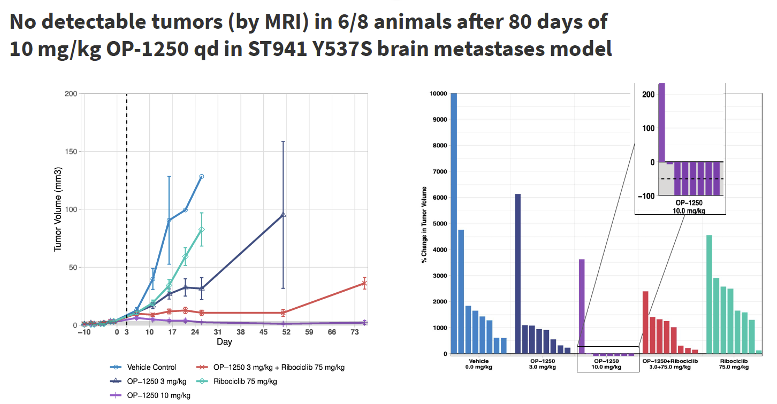 No detectable tumors (by MRI) in 6/8 animals after 80 days of
10 mg/kg OP-1250 qd in ST941 Y537S brain metastases model
Tumor Volume (mm3)
200
150
100
50
0
−10 0 3 10 17 24 31 38 45 52 59 66 73
Day
Vehicle Control
OP−1250 3 mg/kg
OP−1250 10 mg/kg
OP−1250 3 mg/kg + Ribociclib 75 mg/kg
Ribociclib 75 mg/kg
% Change in Tumor Volume
10000
9000
8000
7000
6000
5000
4000
3000
2000
1000
0
Vehicle
0.0 mg/kg
OP−1250
3.0 mg/kg
OP−1250
10.0 mg/kg
OP−1250+Ribociclib
3.0+75.0 mg/kg
Ribociclib
75.0 mg/kg
200
100
0
−100
OP−1250
10.0 mg/kg